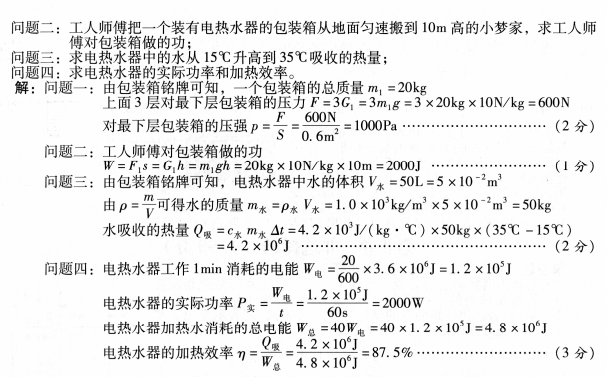 问题二：工人师傅把一个装有电热水器的包装箱从地面匀速搬到10m高的小梦家，求工人师
傅对包装箱做的功；
问题三：求电热水器中的水从15℃升高到35℃吸收的热量；
问题四：求电热水器的实际功率和加热效率。
解：问题一：由包装箱铭牌可知，一个包装箱的总质量 m₁=20kg
上面3层对最下层包装箱的压力 F=3G₁=3m₁g=3×20kg×10N/kg=600N
对最下层包装箱的压强 p=F/S=600N/0.6m²=1000Pa ……………………（2分）
问题二：工人师傅对包装箱做的功
W=F₁s=G₁h=m₁gh=20kg×10N/kg×10m=2000J ……………………（1分）
问题三：由包装箱铭牌可知，电热水器中水的体积 V水=50L=5×10⁻²m³
由 ρ=m/V 可得水的质量 m水=ρ水 V水=1.0×10³kg/m³×5×10⁻²m³=50kg
水吸收的热量 Q吸=c水 m水 Δt=4.2×10³J/(kg·℃)×50kg×(35℃-15℃)
=4.2×10⁶J ……………………（2分）
问题四：电热水器工作1min消耗的电能 W电=20/600×3.6×10⁶J=1.2×10⁵J
电热水器的实际功率 P实=W电/t=1.2×10⁵J/60s=2000W
电热水器加热水消耗的总电能 W总=40W电=40×1.2×10⁵J=4.8×10⁶J
电热水器的加热效率 η=Q吸/W总=4.2×10⁶J/4.8×10⁶J=87.5% ……………………（3分）